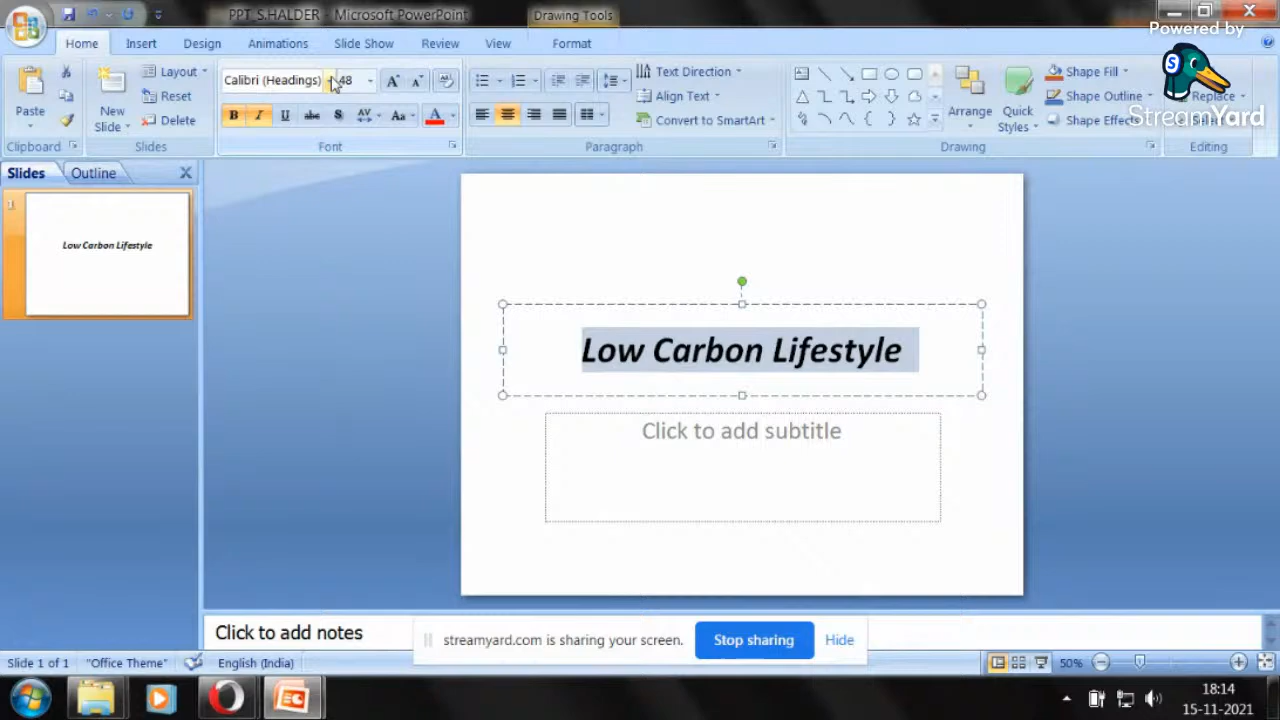 PPT_S.HALDER - Microsoft PowerPoint
Drawing Tools
Powered by
StreamYard
Home
Insert
Design
Animations
Slide Show
Review
View
Format
Paste
Clipboard
New
Slide
Layout
Reset
Delete
Slides
Calibri (Headings)
48
B I U abc S AV Aa A
Font
Text Direction
Align Text
Convert to SmartArt
Paragraph
Arrange
Quick
Styles
Shape Fill
Shape Outline
Shape Effects
Drawing
Replace
Editing
Slides
Outline
1
Low Carbon Lifestyle
Low Carbon Lifestyle
Click to add subtitle
Click to add notes
streamyard.com is sharing your screen.
Stop sharing
Hide
Slide 1 of 1
"Office Theme"
English (India)
50%
18:14
15-11-2021